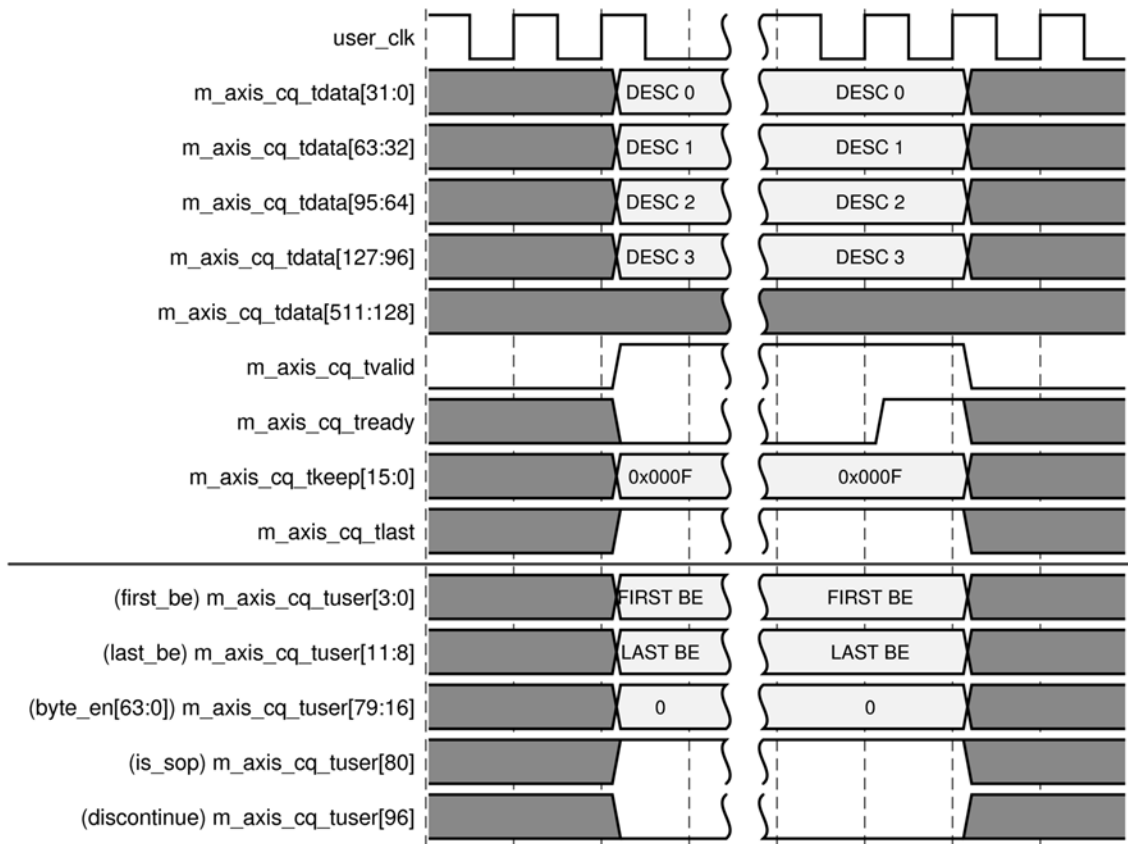 user_clk
m_axis_cq_tdata[31:0] DESC 0 DESC 0
m_axis_cq_tdata[63:32] DESC 1 DESC 1
m_axis_cq_tdata[95:64] DESC 2 DESC 2
m_axis_cq_tdata[127:96] DESC 3 DESC 3
m_axis_cq_tdata[511:128]
m_axis_cq_tvalid
m_axis_cq_tready
m_axis_cq_tkeep[15:0] 0x000F 0x000F
m_axis_cq_tlast
(first_be) m_axis_cq_tuser[3:0] FIRST BE FIRST BE
(last_be) m_axis_cq_tuser[11:8] LAST BE LAST BE
(byte_en[63:0]) m_axis_cq_tuser[79:16] 0 0
(is_sop) m_axis_cq_tuser[80]
(discontinue) m_axis_cq_tuser[96]